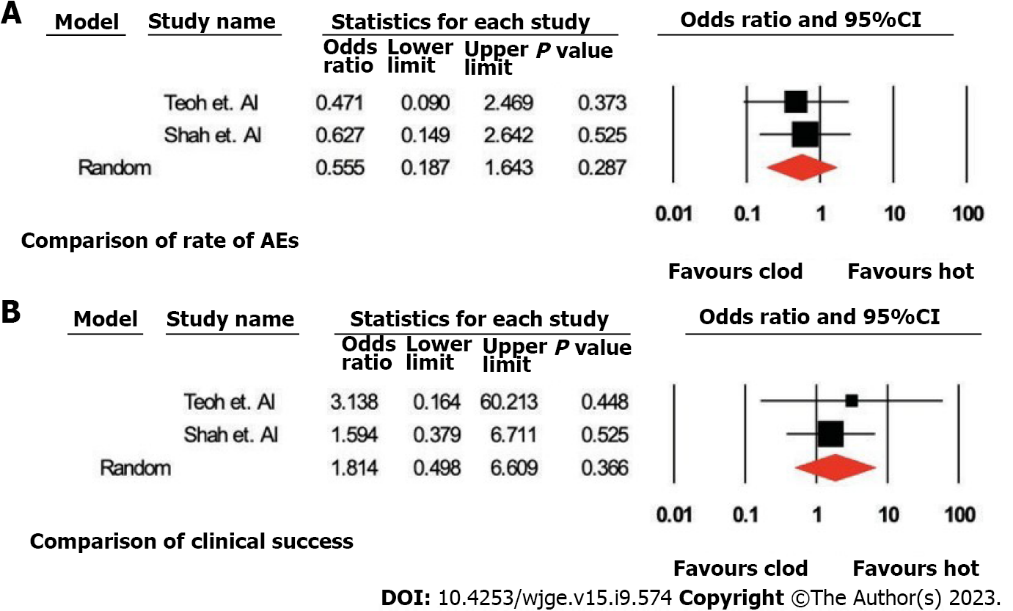 A
Model Study name Statistics for each study Odds ratio and 95%CI
Odds ratio Lower limit Upper limit P value
Teoh et. Al 0.471 0.090 2.469 0.373
Shah et. Al 0.627 0.149 2.642 0.525
Random 0.555 0.187 1.643 0.287
0.01 0.1 1 10 100
Comparison of rate of AEs
Favours clod Favours hot
B
Model Study name Statistics for each study Odds ratio and 95%CI
Odds ratio Lower limit Upper limit P value
Teoh et. Al 3.138 0.164 60.213 0.448
Shah et. Al 1.594 0.379 6.711 0.525
Random 1.814 0.498 6.609 0.366
0.01 0.1 1 10 100
Comparison of clinical success
Favours clod Favours hot
DOI: 10.4253/wjge.v15.i9.574 Copyright ©The Author(s) 2023.